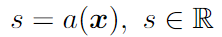 s = a(𝒙), s ∈ ℝ